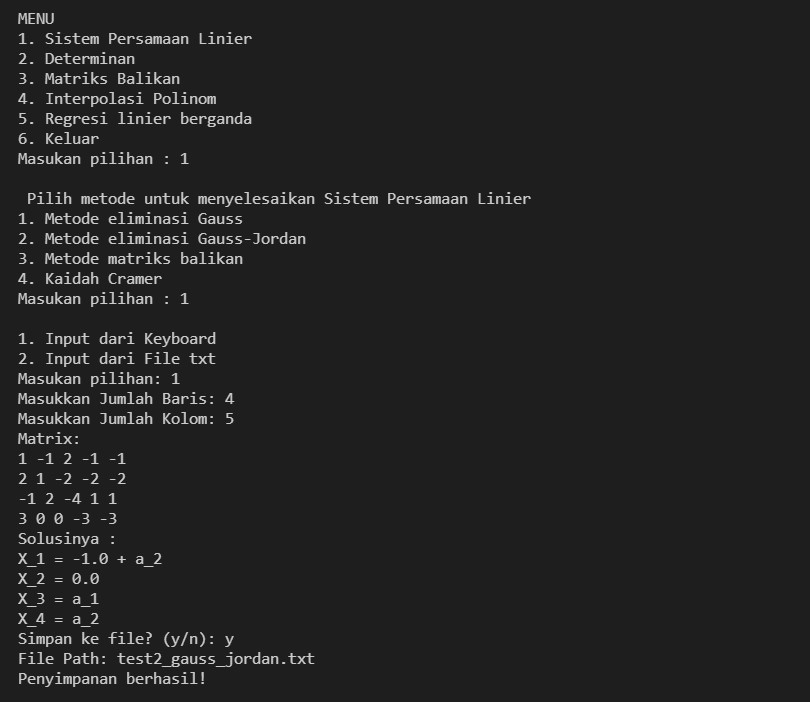 MENU
1. Sistem Persamaan Linier
2. Determinan
3. Matriks Balikan
4. Interpolasi Polinom
5. Regresi linier berganda
6. Keluar
Masukan pilihan : 1
Pilih metode untuk menyelesaikan Sistem Persamaan Linier
1. Metode eliminasi Gauss
2. Metode eliminasi Gauss-Jordan
3. Metode matriks balikan
4. Kaidah Cramer
Masukan pilihan : 1
1. Input dari Keyboard
2. Input dari File txt
Masukan pilihan: 1
Masukkan Jumlah Baris: 4
Masukkan Jumlah Kolom: 5
Matrix:
1 -1 2 -1 -1
2 1 -2 -2 -2
-1 2 -4 1 1
3 0 0 -3 -3
Solusinya :
X_1 = -1.0 + a_2
X_2 = 0.0
X_3 = a_1
X_4 = a_2
Simpan ke file? (y/n): y
File Path: test2_gauss_jordan.txt
Penyimpanan berhasil!